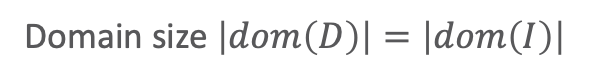 Domain size |𝑑𝑜𝑚(𝐷)| = |𝑑𝑜𝑚(𝐼)|